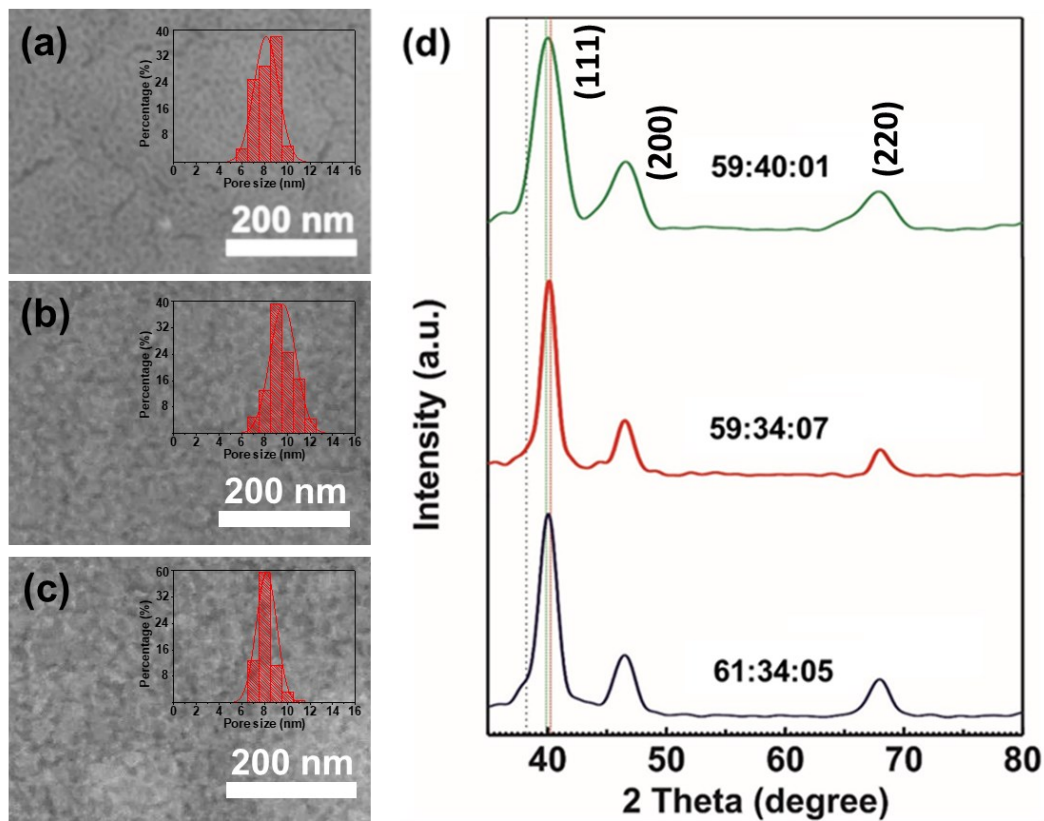 (a)
40
32
24
16
8
Percentage (%)
0 2 4 6 8 10 12 14 16
Pore size (nm)
200 nm
(b)
40
32
24
16
8
Percentage (%)
0 2 4 6 8 10 12 14 16
Pore size (nm)
200 nm
(c)
60
32
24
16
8
Percentage (%)
0 2 4 6 8 10 12 14 16
Pore size (nm)
200 nm
(d)
(111)
(200)
(220)
59:40:01
59:34:07
61:34:05
Intensity (a.u.)
40 50 60 70 80
2 Theta (degree)